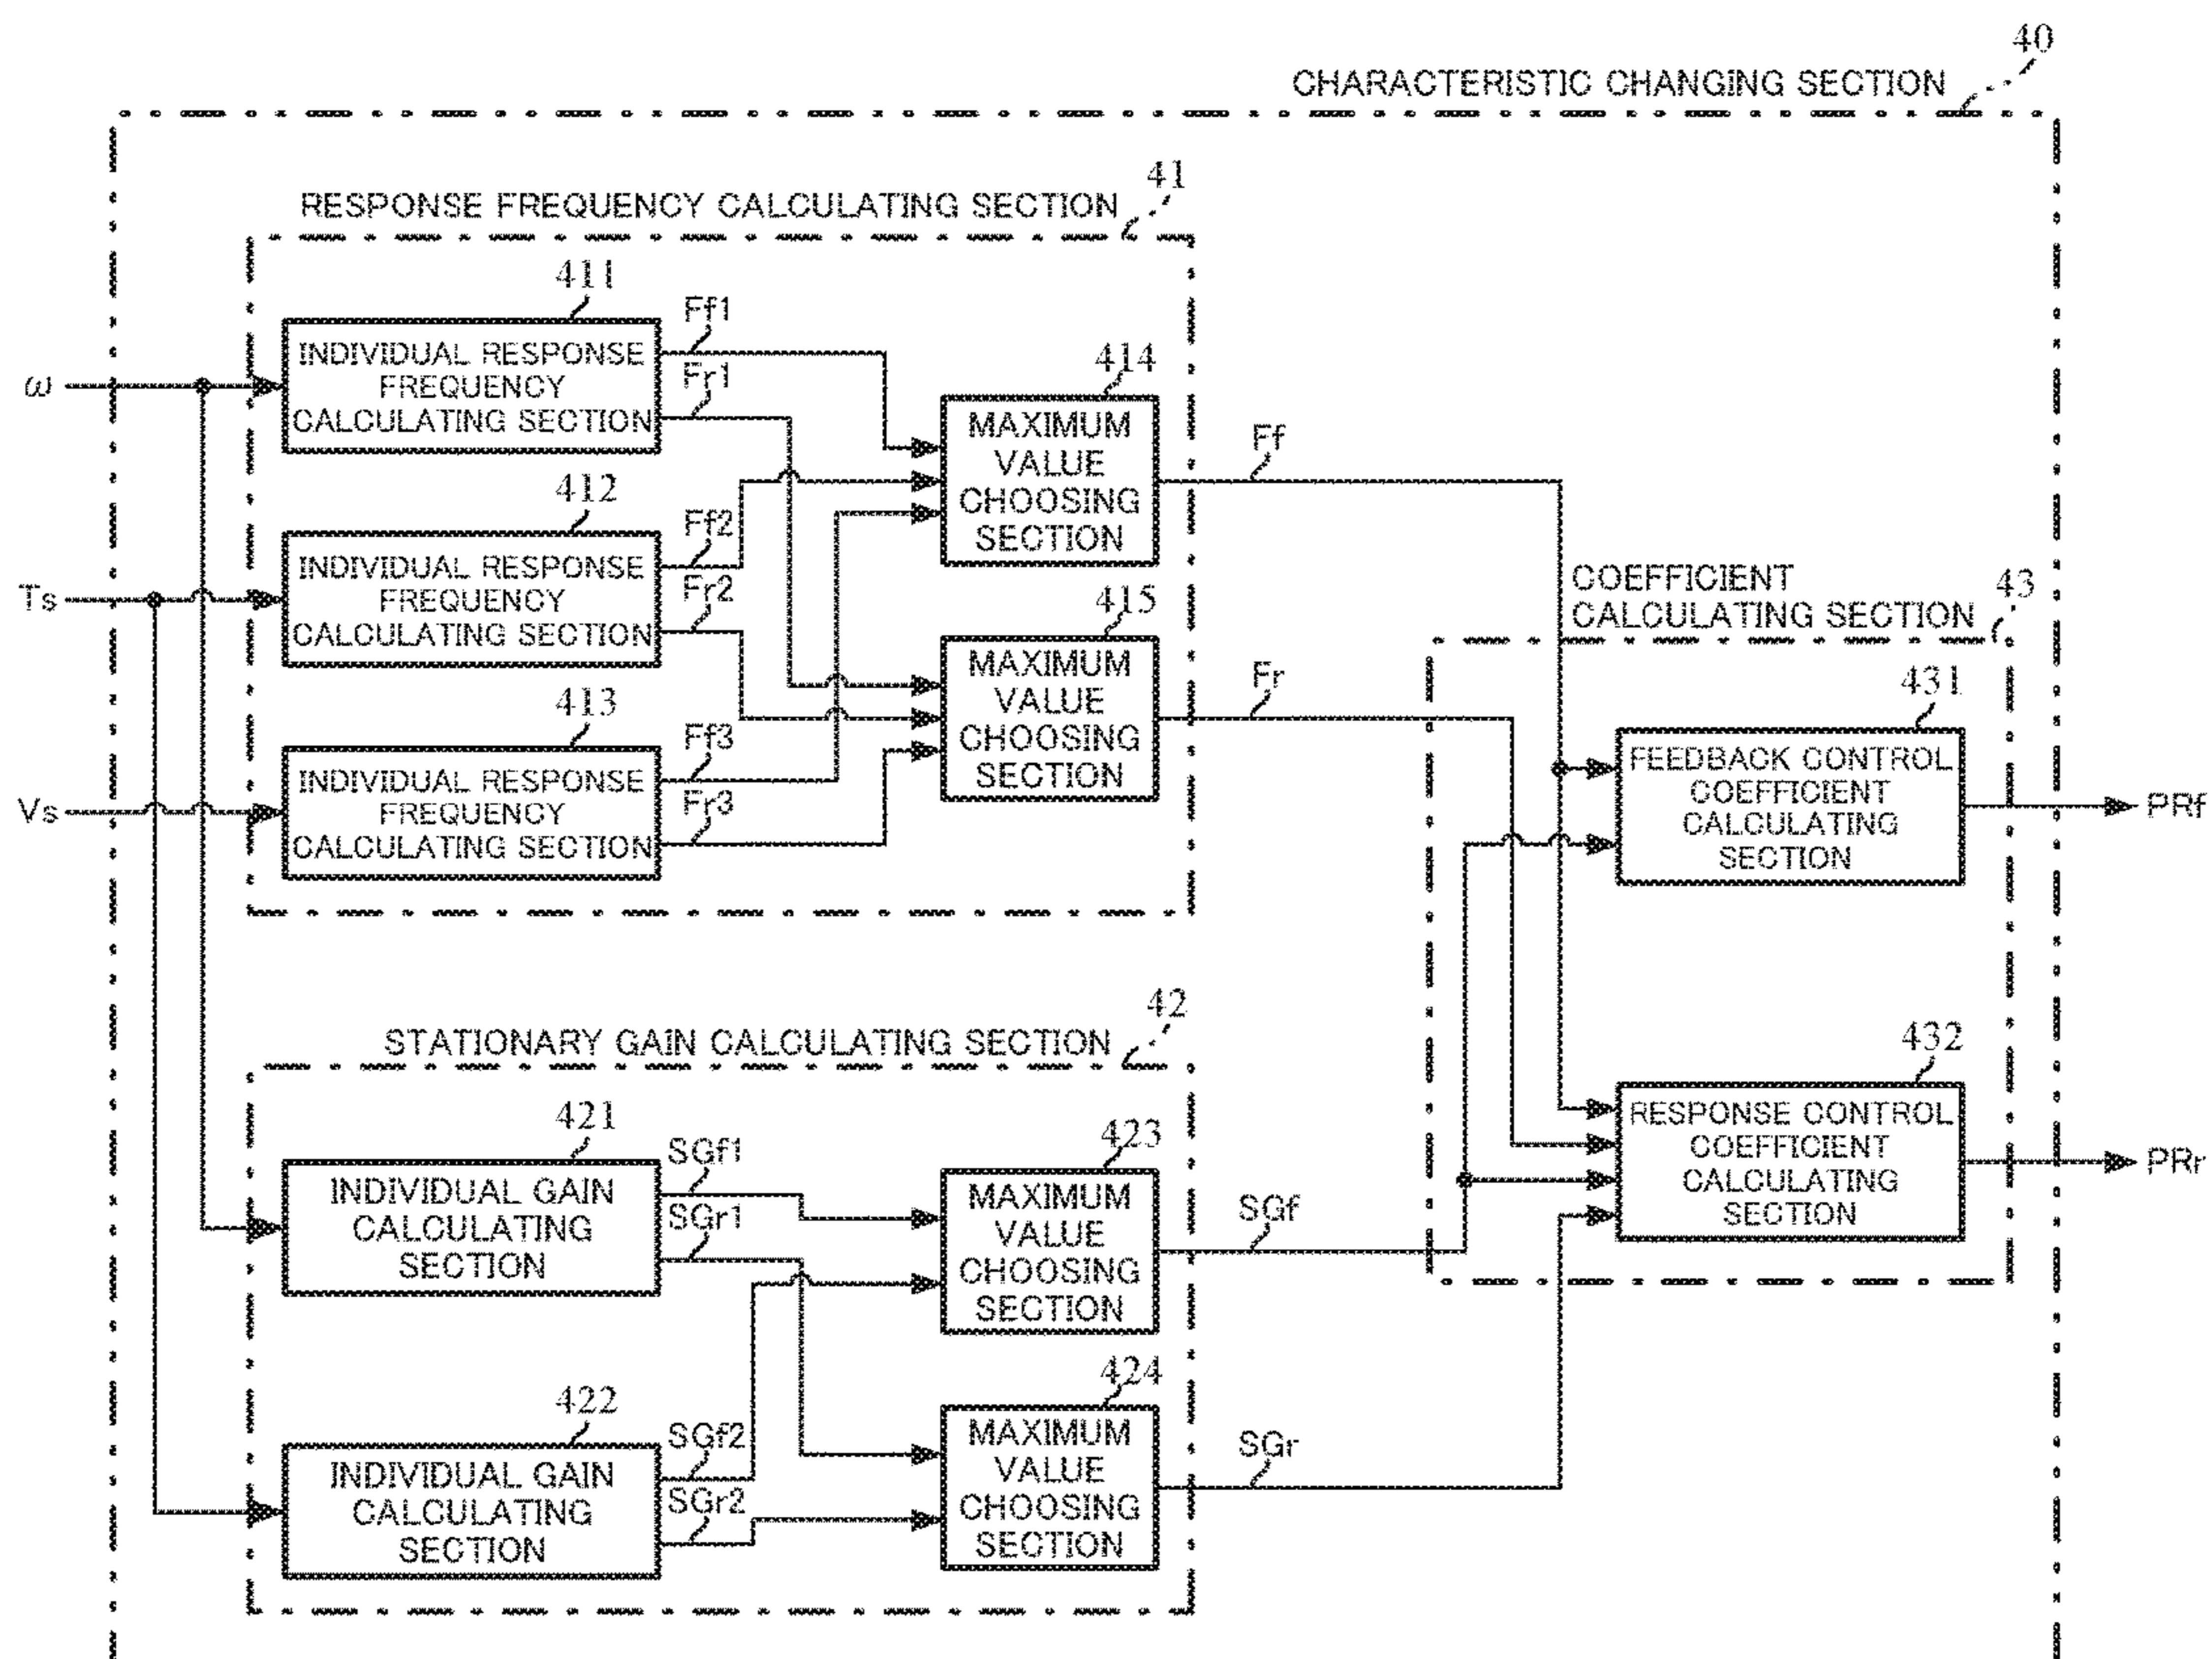 40
CHARACTERISTIC CHANGING SECTION
41
RESPONSE FREQUENCY CALCULATING SECTION
411
INDIVIDUAL RESPONSE
FREQUENCY
CALCULATING SECTION
Ff1
Fr1
ω
412
INDIVIDUAL RESPONSE
FREQUENCY
CALCULATING SECTION
Ff2
Fr2
Ts
413
INDIVIDUAL RESPONSE
FREQUENCY
CALCULATING SECTION
Ff3
Fr3
Vs
414
MAXIMUM
VALUE
CHOOSING
SECTION
Ff
415
MAXIMUM
VALUE
CHOOSING
SECTION
Fr
COEFFICIENT
CALCULATING SECTION
43
431
FEEDBACK CONTROL
COEFFICIENT
CALCULATING
SECTION
PRf
432
RESPONSE CONTROL
COEFFICIENT
CALCULATING
SECTION
PRr
42
STATIONARY GAIN CALCULATING SECTION
421
INDIVIDUAL GAIN
CALCULATING
SECTION
SGf1
SGr1
422
INDIVIDUAL GAIN
CALCULATING
SECTION
SGf2
SGr2
423
MAXIMUM
VALUE
CHOOSING
SECTION
SGf
424
MAXIMUM
VALUE
CHOOSING
SECTION
SGr